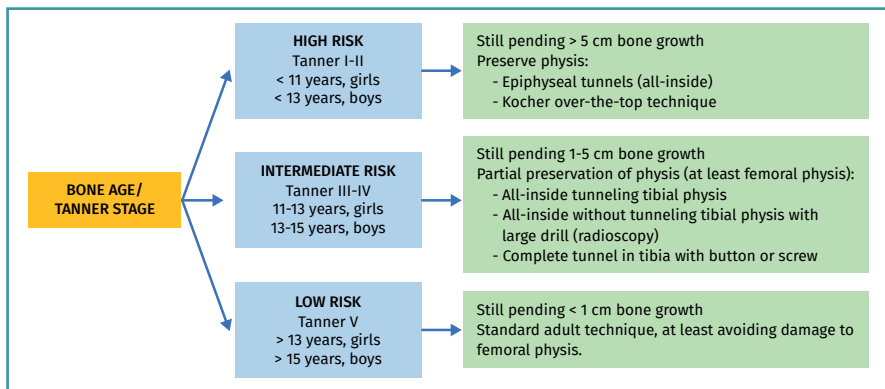 BONE AGE/
TANNER STAGE
HIGH RISK
Tanner I-II
< 11 years, girls
< 13 years, boys
Still pending > 5 cm bone growth
Preserve physis:
- Epiphyseal tunnels (all-inside)
- Kocher over-the-top technique
INTERMEDIATE RISK
Tanner III-IV
11-13 years, girls
13-15 years, boys
Still pending 1-5 cm bone growth
Partial preservation of physis (at least femoral physis):
- All-inside tunneling tibial physis
- All-inside without tunneling tibial physis with
large drill (radioscopy)
- Complete tunnel in tibia with button or screw
LOW RISK
Tanner V
> 13 years, girls
> 15 years, boys
Still pending < 1 cm bone growth
Standard adult technique, at least avoiding damage to
femoral physis.